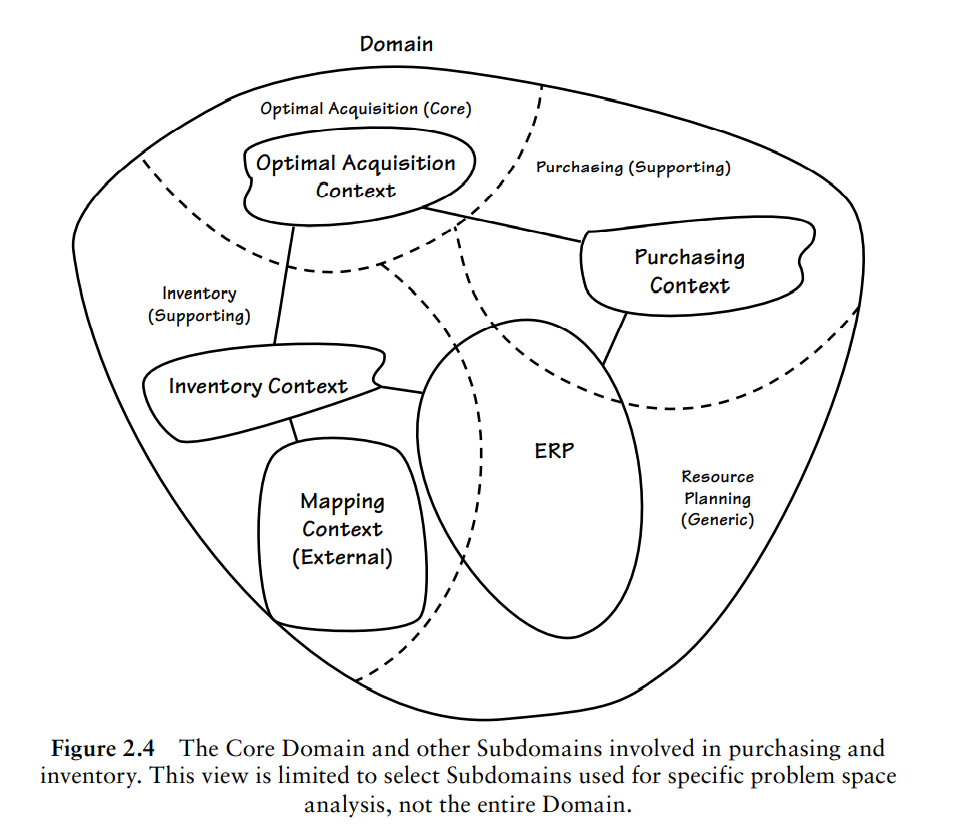 Domain
Optimal Acquisition (Core)
Optimal Acquisition
Context
Purchasing (Supporting)
Purchasing
Context
Inventory
(Supporting)
Inventory Context
ERP
Resource
Planning
(Generic)
Mapping
Context
(External)
Figure 2.4 The Core Domain and other Subdomains involved in purchasing and
inventory. This view is limited to select Subdomains used for specific problem space
analysis, not the entire Domain.